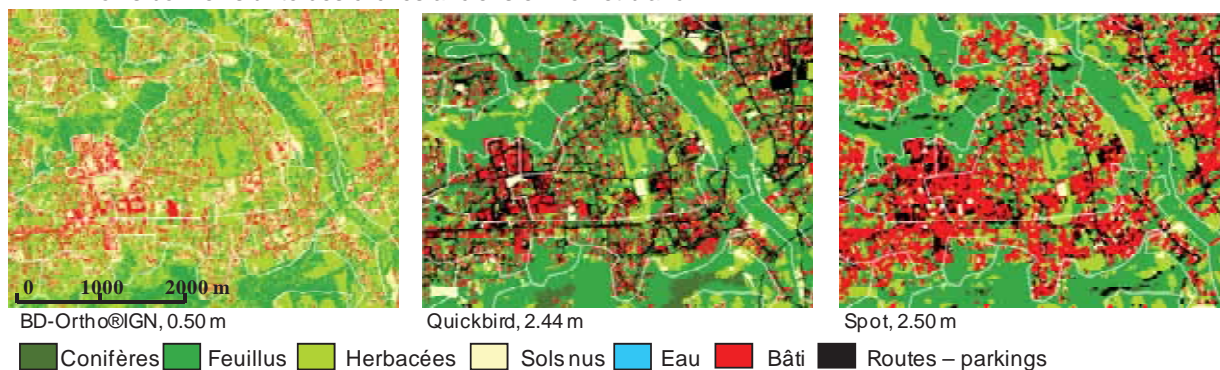 0 1000 2000 m
BD-Ortho®IGN, 0.50 m
Quickbird, 2.44 m
Spot, 2.50 m
Conifères Feuillus Herbacées Sols nus Eau Bâti Routes – parkings